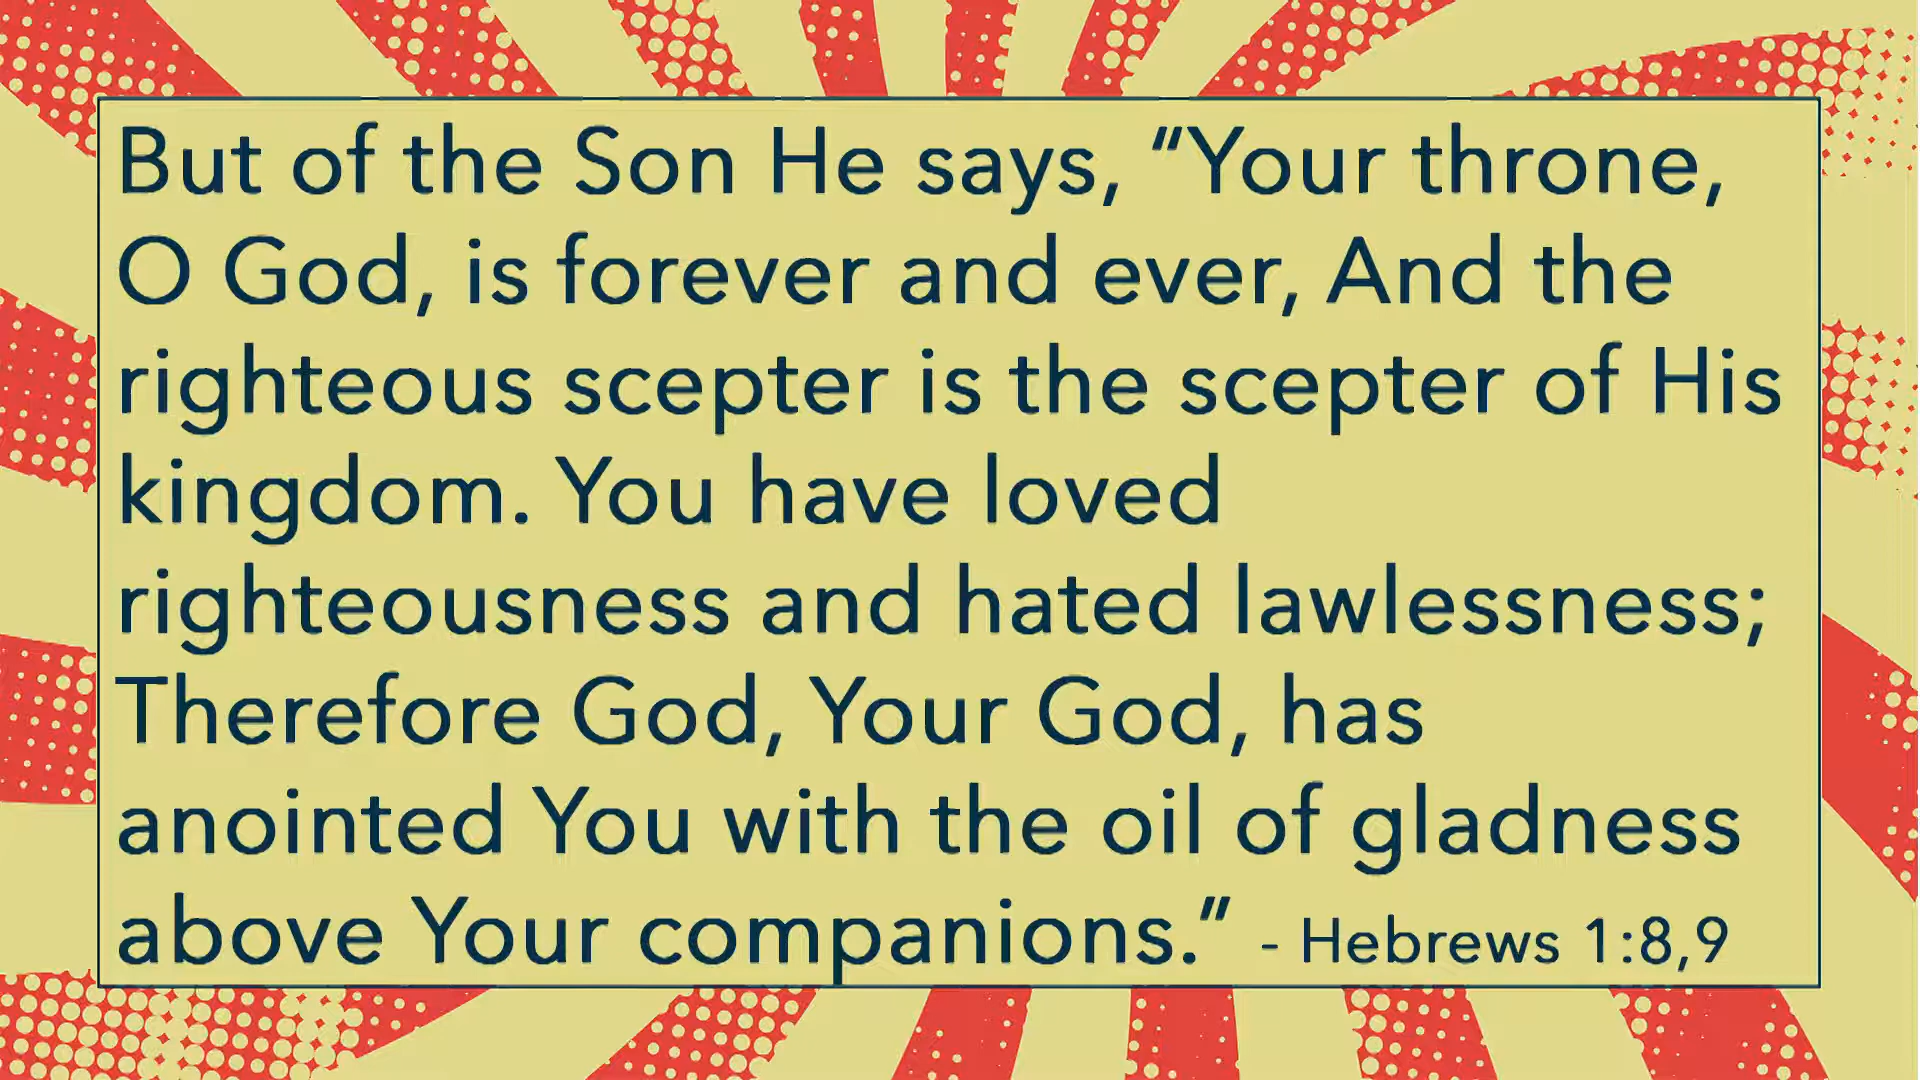 But of the Son He says, “Your throne,
O God, is forever and ever, And the
righteous scepter is the scepter of His
kingdom. You have loved
righteousness and hated lawlessness;
Therefore God, Your God, has
anointed You with the oil of gladness
above Your companions.” - Hebrews 1:8,9